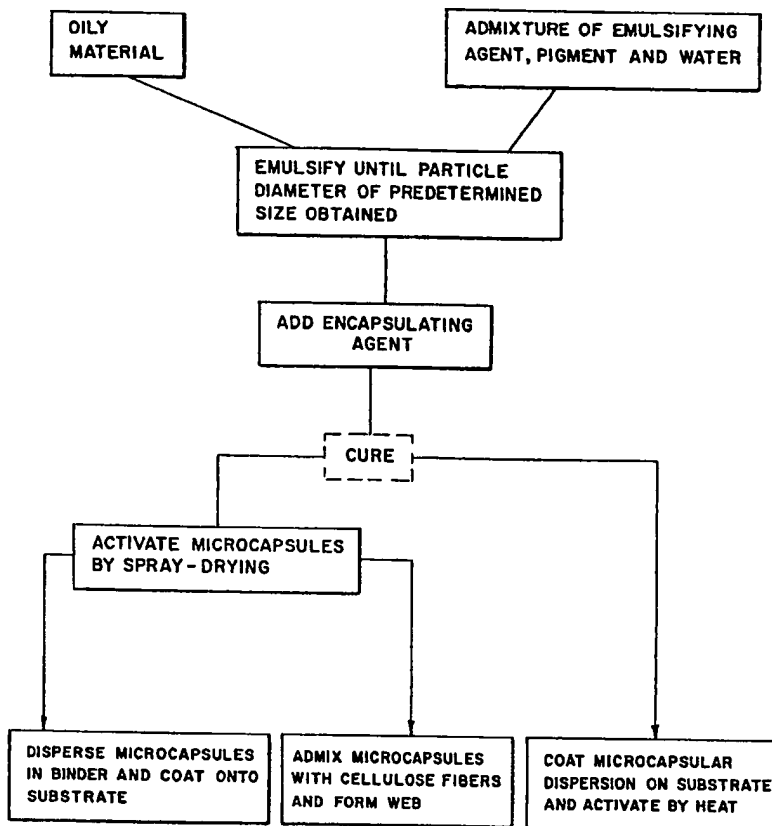 OILY
MATERIAL
ADMIXTURE OF EMULSIFYING
AGENT, PIGMENT AND WATER
EMULSIFY UNTIL PARTICLE
DIAMETER OF PREDETERMINED
SIZE OBTAINED
ADD ENCAPSULATING
AGENT
CURE
ACTIVATE MICROCAPSULES
BY SPRAY-DRYING
DISPERSE MICROCAPSULES
IN BINDER AND COAT ONTO
SUBSTRATE
ADMIX MICROCAPSULES
WITH CELLULOSE FIBERS
AND FORM WEB
COAT MICROCAPSULAR
DISPERSION ON SUBSTRATE
AND ACTIVATE BY HEAT